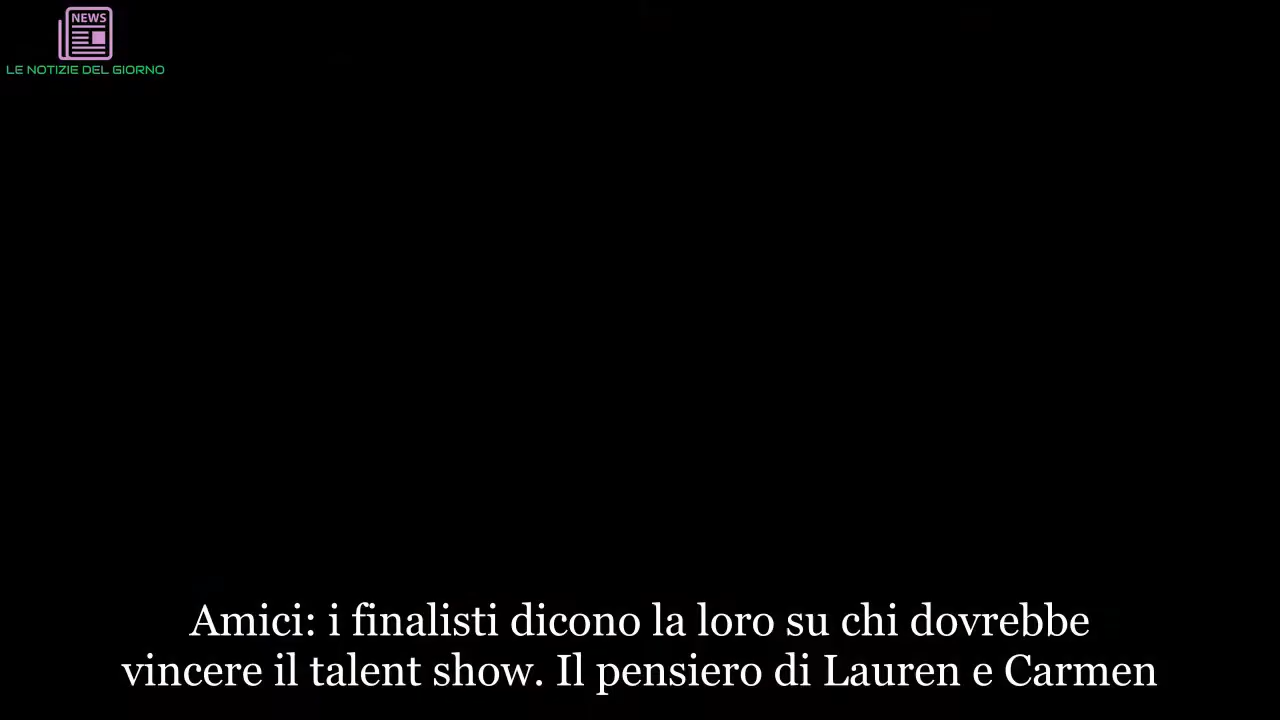 NEWS
LE NOTIZIE DEL GIORNO
Amici: i finalisti dicono la loro su chi dovrebbe
vincere il talent show. Il pensiero di Lauren e Carmen